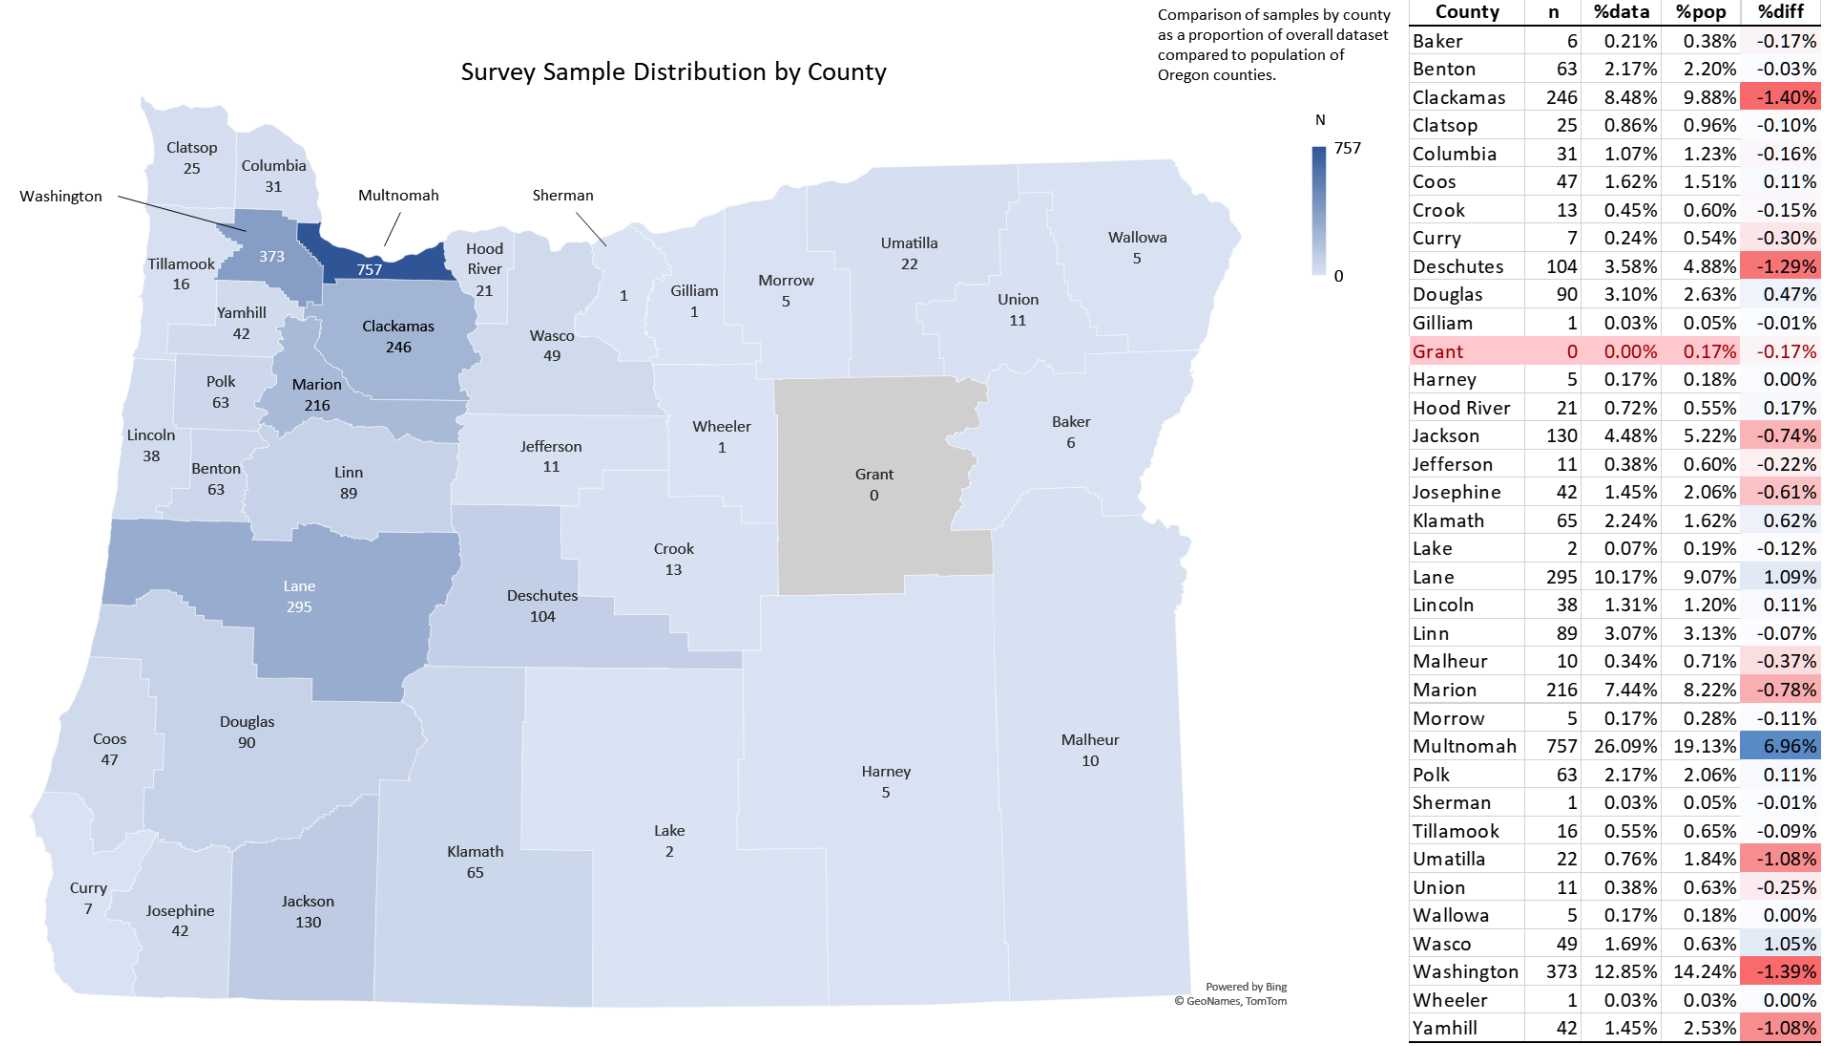 Survey Sample Distribution by County
Comparison of samples by county
as a proportion of overall dataset
compared to population of
Oregon counties.
N
757
0
Clatsop
25
Columbia
31
Washington
373
Multnomah
757
Sherman
1
Hood
River
21
Tillamook
16
Yamhill
42
Clackamas
246
Wasco
49
Gilliam
1
Morrow
5
Umatilla
22
Union
11
Wallowa
5
Polk
63
Marion
216
Lincoln
38
Benton
63
Linn
89
Jefferson
11
Wheeler
1
Grant
0
Baker
6
Lane
295
Deschutes
104
Crook
13
Coos
47
Douglas
90
Harney
5
Malheur
10
Lake
2
Klamath
65
Curry
7
Josephine
42
Jackson
130
Powered by Bing
© GeoNames, TomTom
County n %data %pop %diff
Baker 6 0.21% 0.38% -0.17%
Benton 63 2.17% 2.20% -0.03%
Clackamas 246 8.48% 9.88% -1.40%
Clatsop 25 0.86% 0.96% -0.10%
Columbia 31 1.07% 1.23% -0.16%
Coos 47 1.62% 1.51% 0.11%
Crook 13 0.45% 0.60% -0.15%
Curry 7 0.24% 0.54% -0.30%
Deschutes 104 3.58% 4.88% -1.29%
Douglas 90 3.10% 2.63% 0.47%
Gilliam 1 0.03% 0.05% -0.01%
Grant 0 0.00% 0.17% -0.17%
Harney 5 0.17% 0.18% 0.00%
Hood River 21 0.72% 0.55% 0.17%
Jackson 130 4.48% 5.22% -0.74%
Jefferson 11 0.38% 0.60% -0.22%
Josephine 42 1.45% 2.06% -0.61%
Klamath 65 2.24% 1.62% 0.62%
Lake 2 0.07% 0.19% -0.12%
Lane 295 10.17% 9.07% 1.09%
Lincoln 38 1.31% 1.20% 0.11%
Linn 89 3.07% 3.13% -0.07%
Malheur 10 0.34% 0.71% -0.37%
Marion 216 7.44% 8.22% -0.78%
Morrow 5 0.17% 0.28% -0.11%
Multnomah 757 26.09% 19.13% 6.96%
Polk 63 2.17% 2.06% 0.11%
Sherman 1 0.03% 0.05% -0.01%
Tillamook 16 0.55% 0.65% -0.09%
Umatilla 22 0.76% 1.84% -1.08%
Union 11 0.38% 0.63% -0.25%
Wallowa 5 0.17% 0.18% 0.00%
Wasco 49 1.69% 0.63% 1.05%
Washington 373 12.85% 14.24% -1.39%
Wheeler 1 0.03% 0.03% 0.00%
Yamhill 42 1.45% 2.53% -1.08%